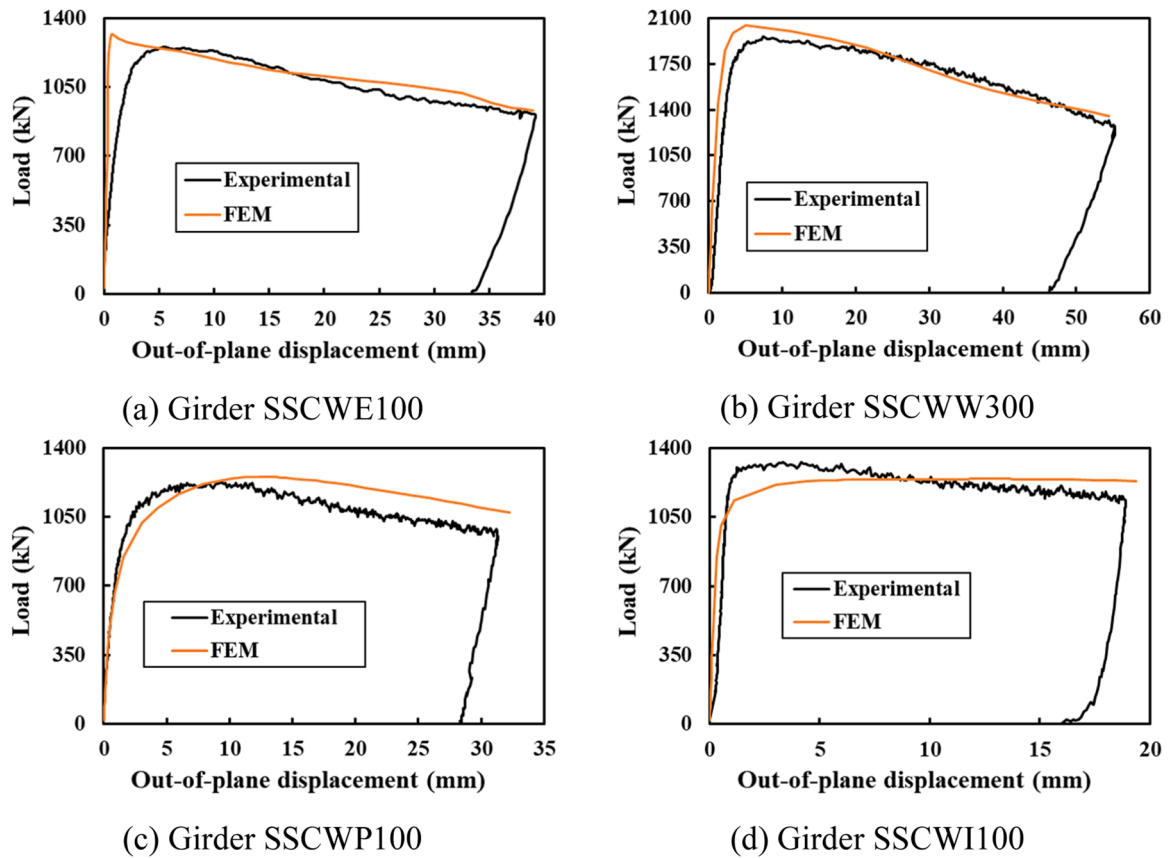 1400
1050
700
350
0
Load (kN)
Experimental
FEM
0 5 10 15 20 25 30 35 40
Out-of-plane displacement (mm)
(a) Girder SSCWE100
2100
1750
1400
1050
700
350
0
Load (kN)
Experimental
FEM
0 10 20 30 40 50 60
Out-of-plane displacement (mm)
(b) Girder SSCWW300
1400
1050
700
350
0
Load (kN)
Experimental
FEM
0 5 10 15 20 25 30 35
Out-of-plane displacement (mm)
(c) Girder SSCWP100
1400
1050
700
350
0
Load (kN)
Experimental
FEM
0 5 10 15 20
Out-of-plane displacement (mm)
(d) Girder SSCWI100